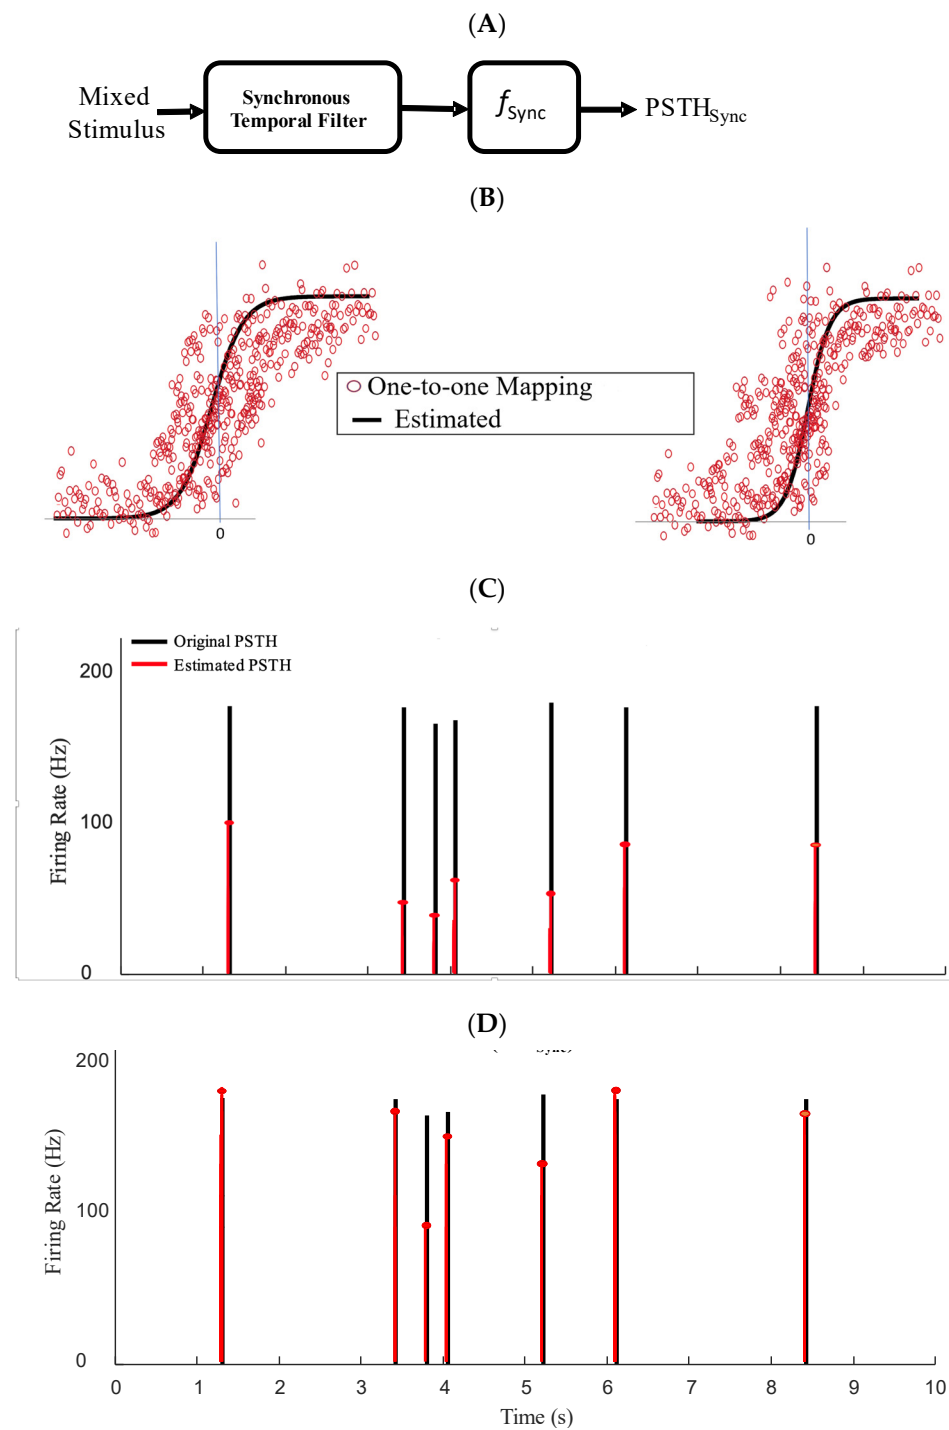 (A)
Mixed
Stimulus
Synchronous
Temporal Filter
fSync
PSTHSync
(B)
One-to-one Mapping
Estimated
0
0
(C)
Original PSTH
Estimated PSTH
200
100
0
Firing Rate (Hz)
(D)
200
100
0
Firing Rate (Hz)
0 1 2 3 4 5 6 7 8 9 10
Time (s)